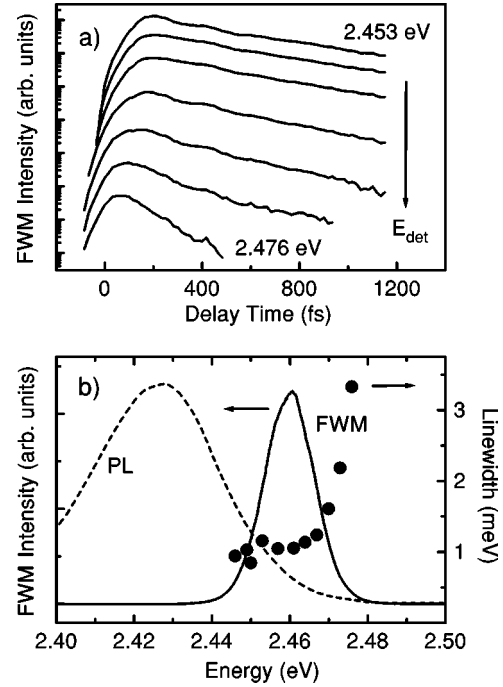 a)
2.453 eV
E_det
2.476 eV
FWM Intensity (arb. units)
0 400 800 1200
Delay Time (fs)
b)
PL
FWM
FWM Intensity (arb. units)
3
2
1
Linewidth (meV)
2.40 2.42 2.44 2.46 2.48 2.50
Energy (eV)